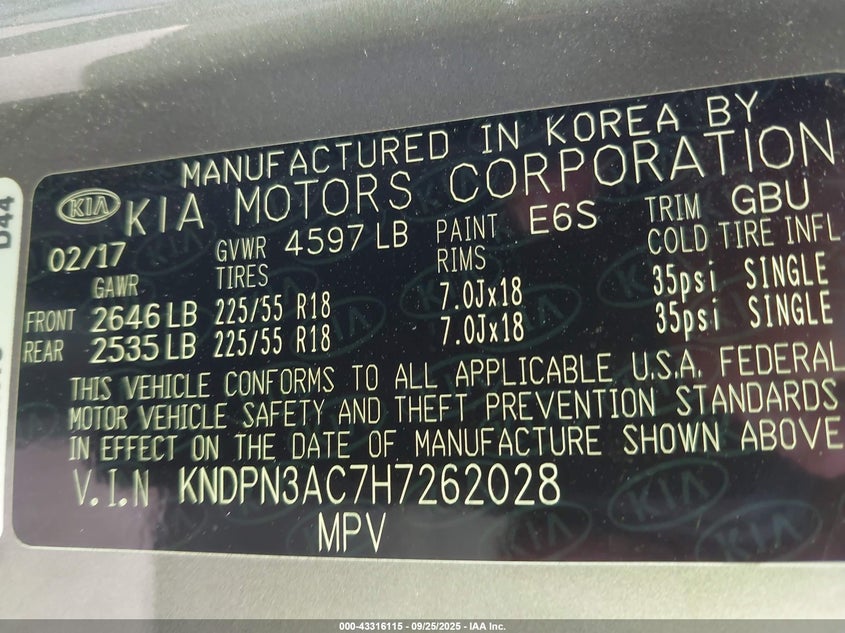 MANUFACTURED IN KOREA BY
KIA KIA MOTORS CORPORATION
02/17 GVWR 4597 LB PAINT E6S TRIM GBU
GAWR TIRES RIMS COLD TIRE INFL
FRONT 2646 LB 225/55 R18 7.0Jx18 35psi SINGLE
REAR 2535 LB 225/55 R18 7.0Jx18 35psi SINGLE
THIS VEHICLE CONFORMS TO ALL APPLICABLE U.S.A. FEDERAL
MOTOR VEHICLE SAFETY AND THEFT PREVENTION STANDARDS
IN EFFECT ON THE DATE OF MANUFACTURE SHOWN ABOVE
V.I.N KNDPN3AC7H7262028
MPV
D44
000-43316115 - 09/25/2025 - IAA Inc.